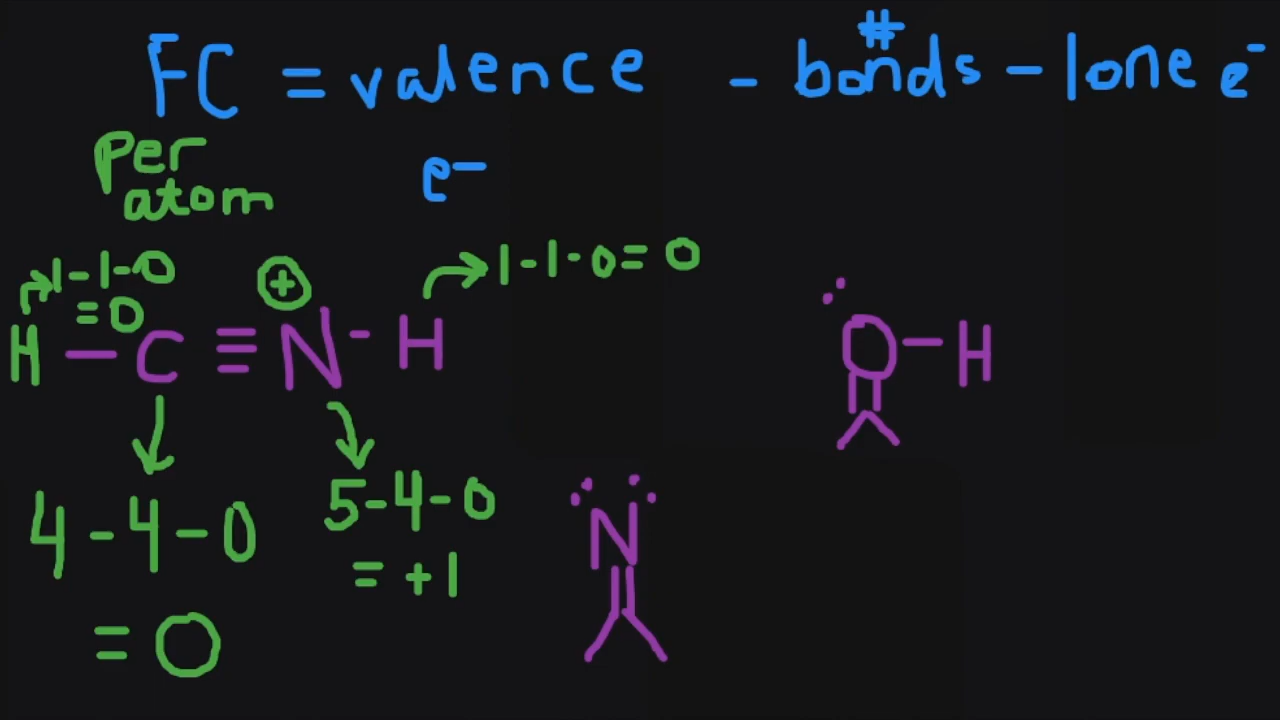 FC = valence e⁻ - # bonds - lone e⁻
per
atom
1-1-0
=0
1-1-0=0
H-C≡N-H
⊕
4-4-0
=0
5-4-0
=+1
O-H
N